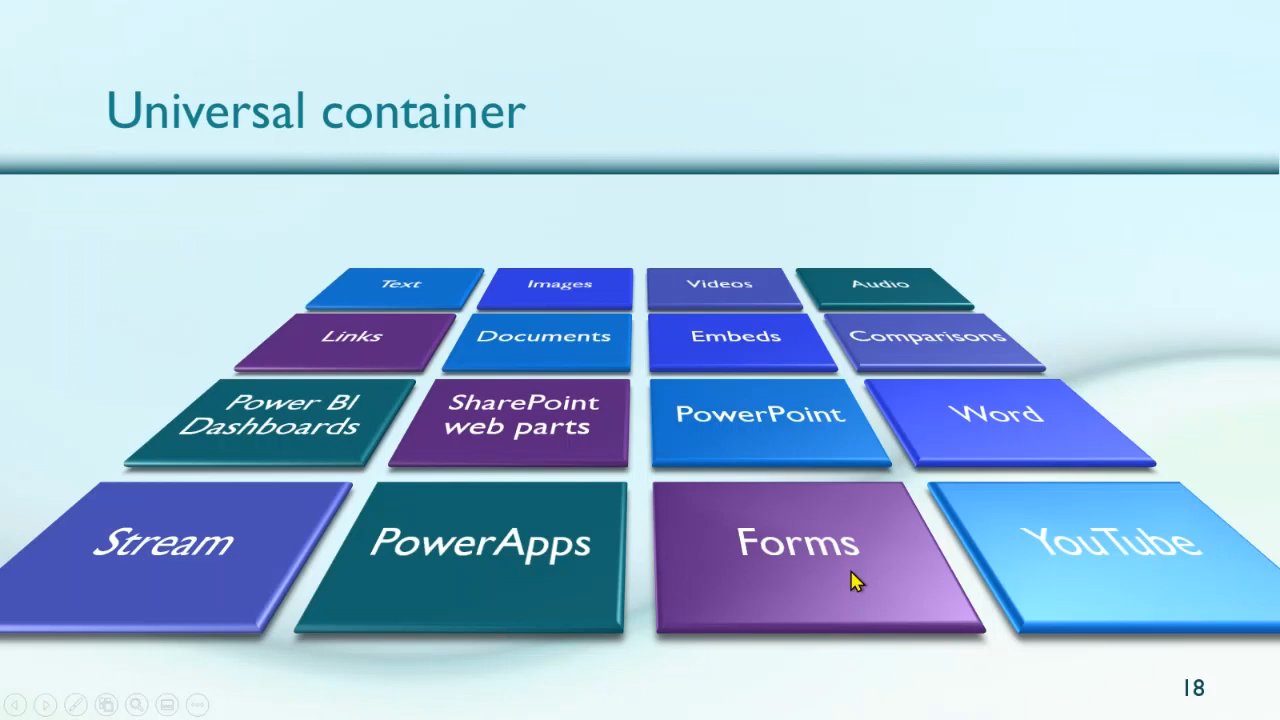 Universal container
Text
Images
Videos
Audio
Links
Documents
Embeds
Comparisons
Power BI
Dashboards
SharePoint
web parts
PowerPoint
Word
Stream
PowerApps
Forms
YouTube
18